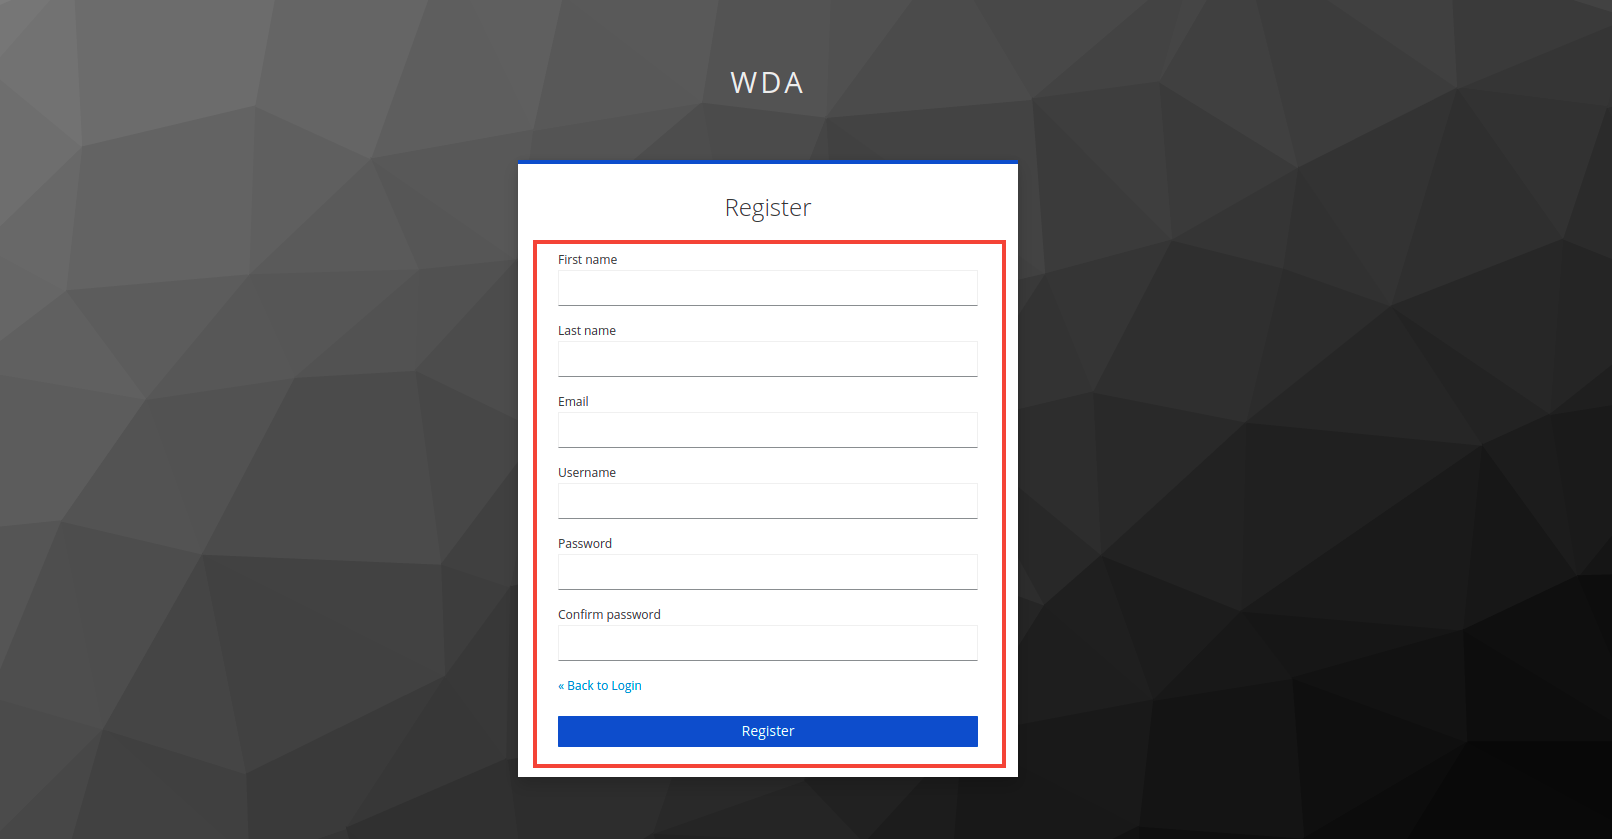 WDA
Register
First name
Last name
Email
Username
Password
Confirm password
« Back to Login
Register